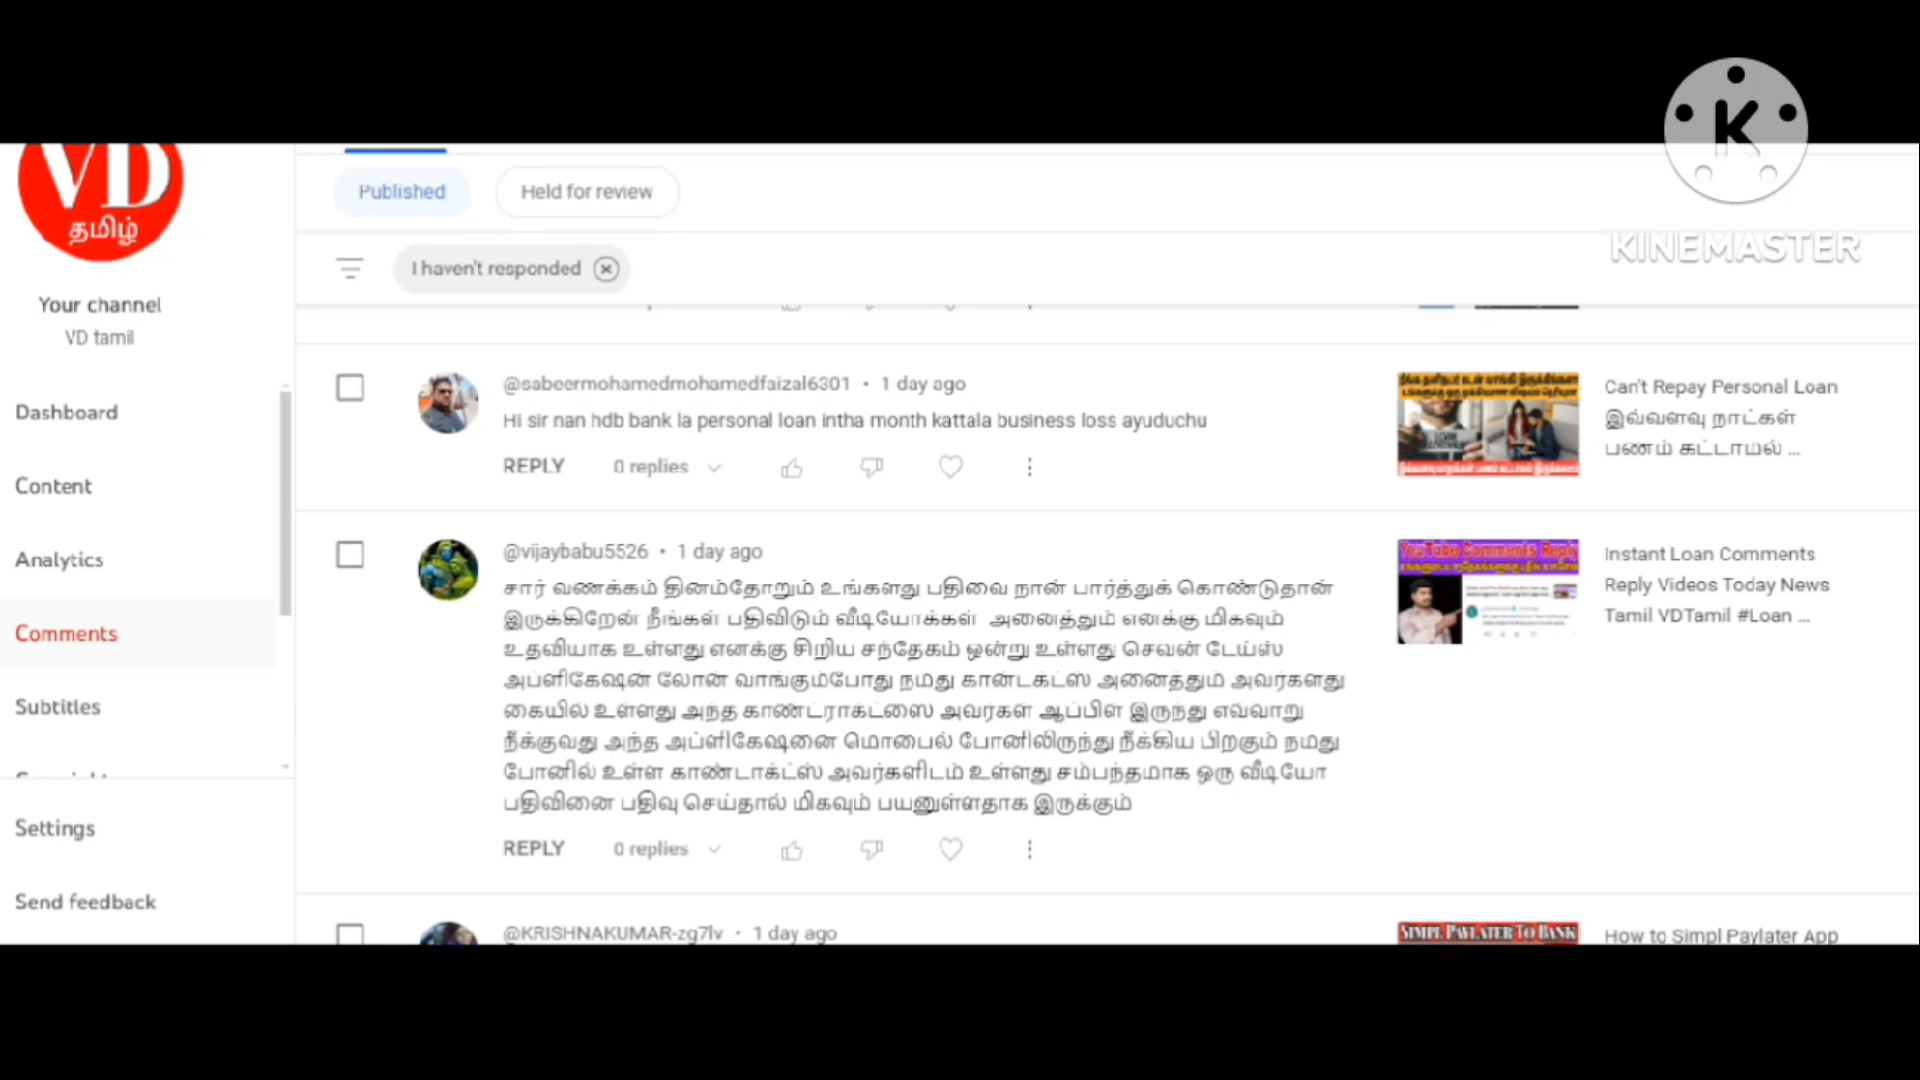 VD
தமிழ்
Your channel
VD tamil
Dashboard
Content
Analytics
Comments
Subtitles
Settings
Send feedback
Published
Held for review
I haven't responded
K
KINEMASTER
@sabeermohamedmohamedfaizal6301 • 1 day ago
Hi sir nan hdb bank la personal loan intha month kattala business loss ayuduchu
REPLY 0 replies
Can't Repay Personal Loan
இவ்வளவு நாட்கள்
பணம் கட்டாமல் ...
@vijaybabu5526 • 1 day ago
சார் வணக்கம் தினம்தோறும் உங்களது பதிவை நான் பார்த்துக் கொண்டுதான்
இருக்கிறேன் நீங்கள் பதிவிடும் வீடியோக்கள் அனைத்தும் எனக்கு மிகவும்
உதவியாக உள்ளது எனக்கு சிறிய சந்தேகம் ஒன்று உள்ளது செவன் டேய்ஸ்
அப்ளிகேஷன் லோன் வாங்கும்போது நமது கான்டக்ட்ஸ் அனைத்தும் அவர்களது
கையில் உள்ளது அந்த காண்ட்ராக்ட்ஸை அவர்கள் ஆப்பிள் இருந்து எவ்வாறு
நீக்குவது அந்த அப்ளிகேஷனை மொபைல் போனிலிருந்து நீக்கிய பிறகும் நமது
போனில் உள்ள காண்டாக்ட்ஸ் அவர்களிடம் உள்ளது சம்பந்தமாக ஒரு வீடியோ
பதிவினை பதிவு செய்தால் மிகவும் பயனுள்ளதாக இருக்கும்
REPLY 0 replies
YouTube Comments Reply
Instant Loan Comments
Reply Videos Today News
Tamil VDTamil #Loan ...
@KRISHNAKUMAR-zg7lv • 1 day ago
SIMPL PAYLATER TO BANK
How to Simpl Paylater App